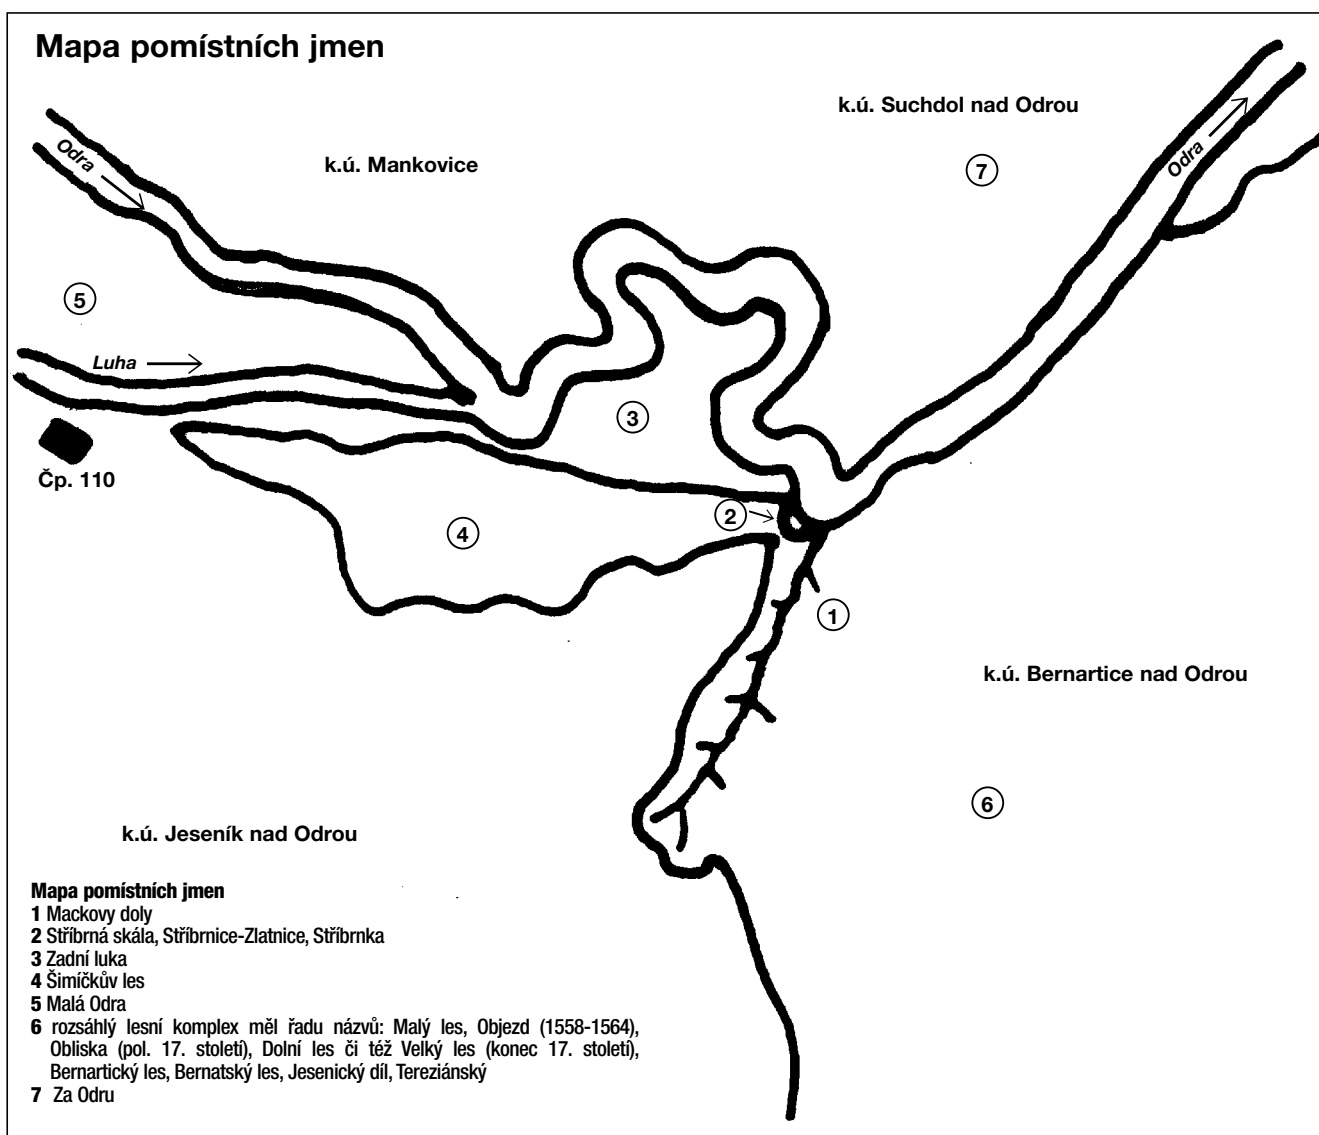 Mapa pomístních jmen
k.ú. Suchdol nad Odrou
Odra
k.ú. Mankovice
7
Odra
5
Luha
3
Čp. 110
2
4
1
k.ú. Bernartice nad Odrou
6
k.ú. Jeseník nad Odrou
Mapa pomístních jmen
1 Mackovy doly
2 Stříbrná skála, Stříbrnice-Zlatnice, Stříbrnka
3 Zadní luka
4 Šimíčkův les
5 Malá Odra
6 rozsáhlý lesní komplex měl řadu názvů: Malý les, Objezd (1558-1564),
Obliska (pol. 17. století), Dolní les či též Velký les (konec 17. století),
Bernartický les, Bernatský les, Jesenický díl, Tereziánský
7 Za Odru